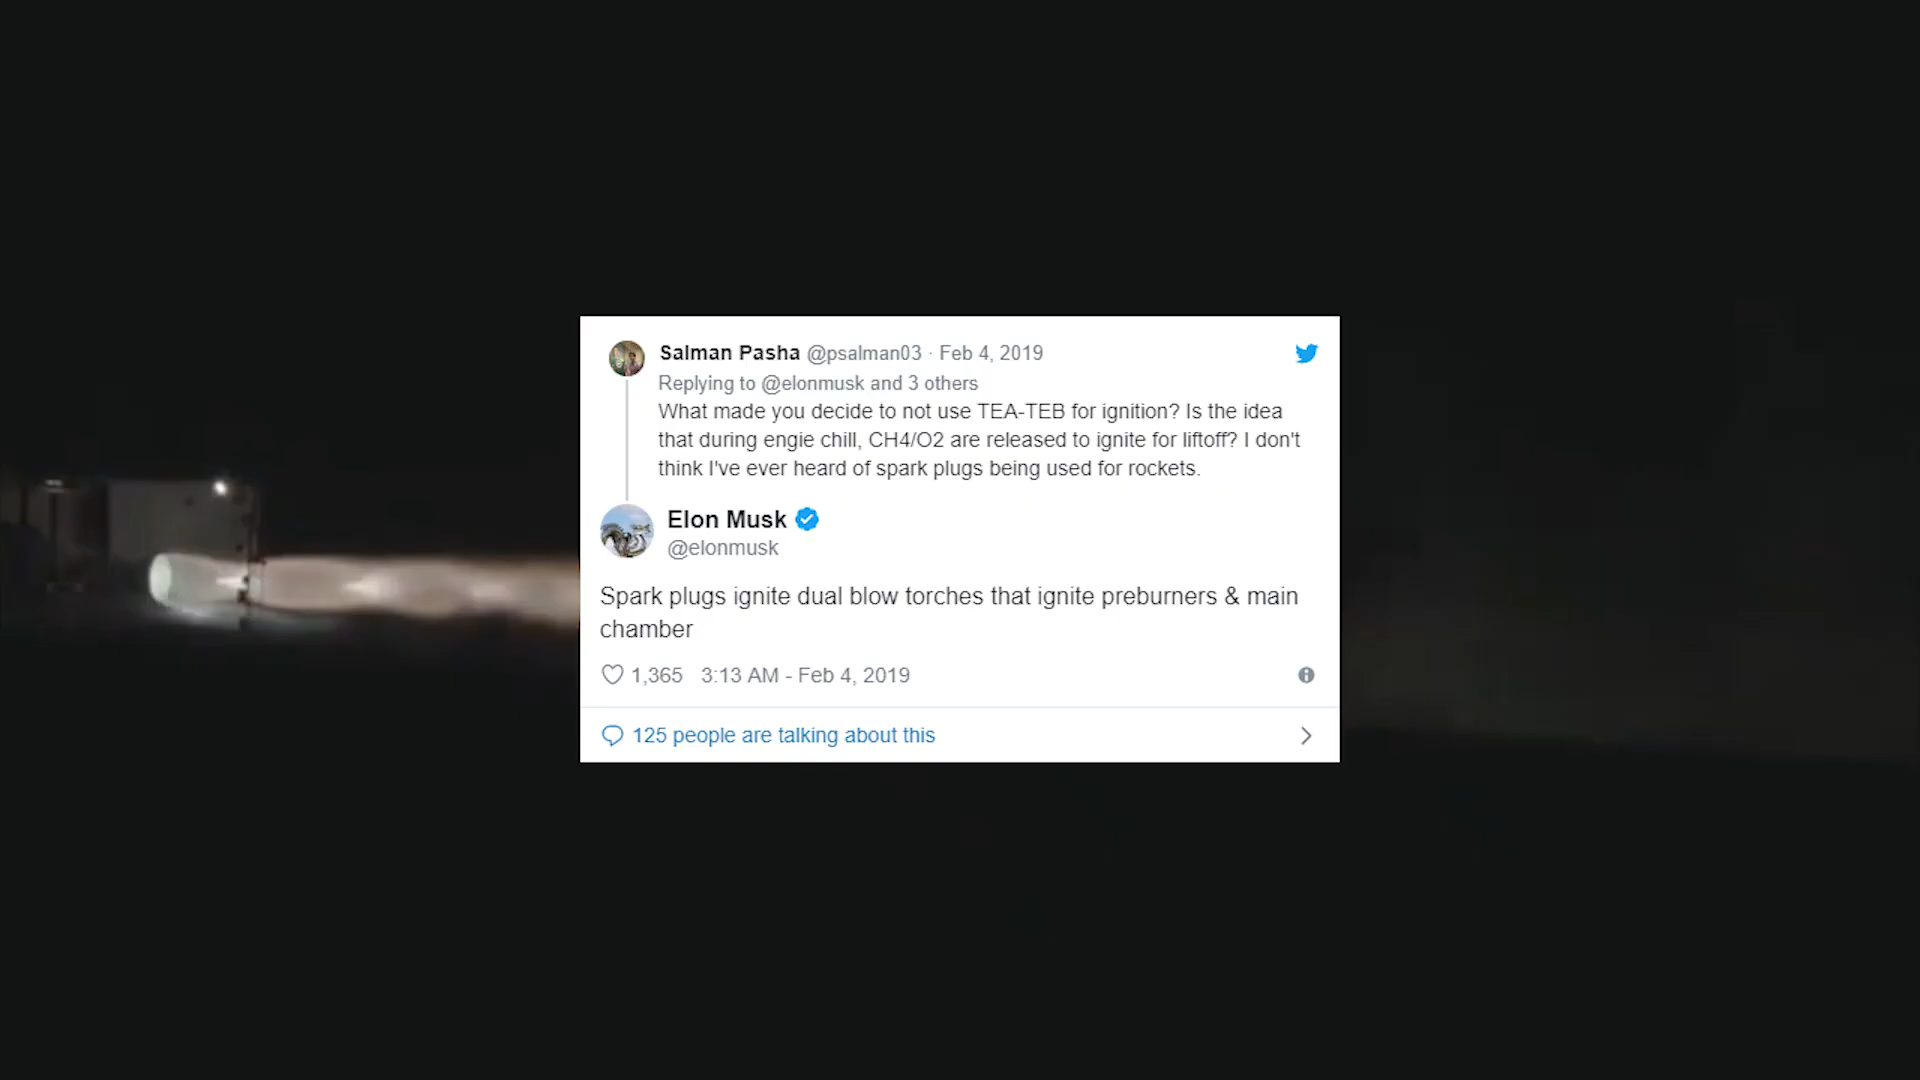 Salman Pasha @psalman03 · Feb 4, 2019
Replying to @elonmusk and 3 others
What made you decide to not use TEA-TEB for ignition? Is the idea
that during engie chill, CH4/O2 are released to ignite for liftoff? I don't
think I've ever heard of spark plugs being used for rockets.
Elon Musk
@elonmusk
Spark plugs ignite dual blow torches that ignite preburners & main
chamber
1,365 3:13 AM - Feb 4, 2019
125 people are talking about this